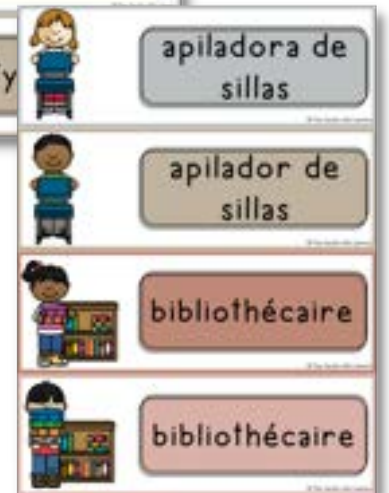 y
apiladora de
sillas
apilador de
sillas
bibliothécaire
bibliothécaire